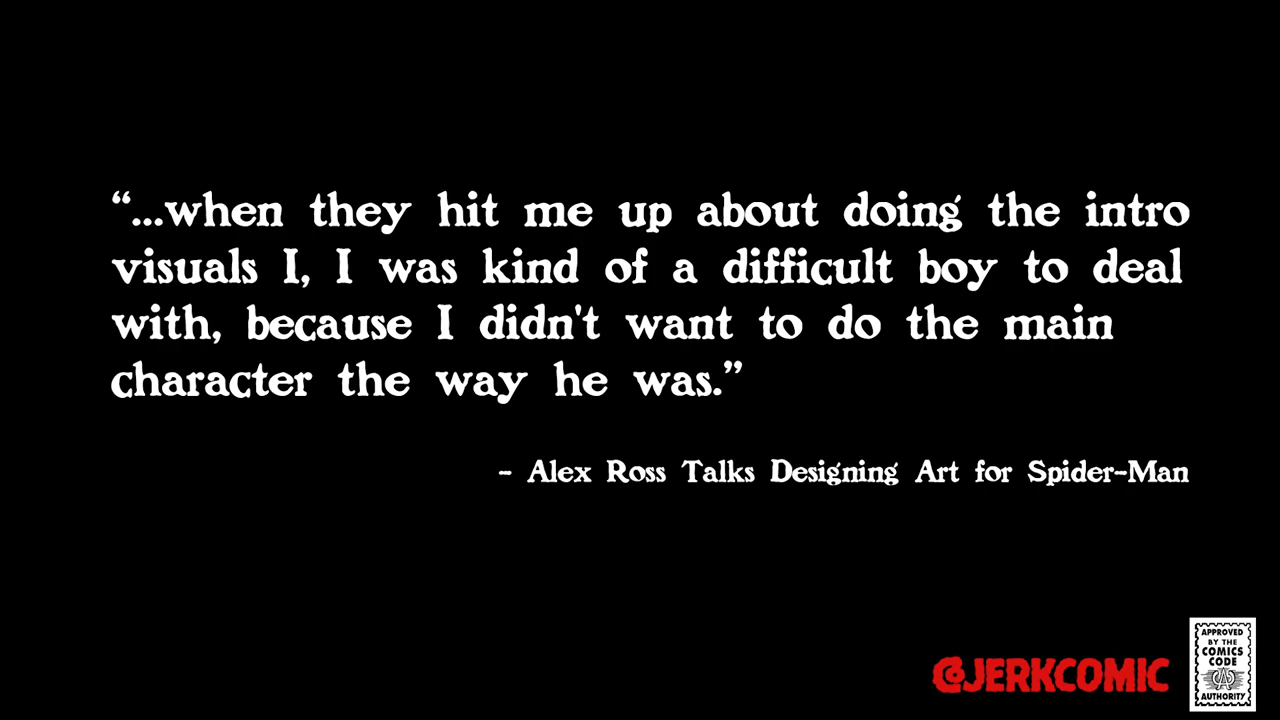 “...when they hit me up about doing the intro
visuals I, I was kind of a difficult boy to deal
with, because I didn't want to do the main
character the way he was.”
- Alex Ross Talks Designing Art for Spider-Man
@JERKCOMIC
APPROVED
BY THE
COMICS
CODE
AUTHORITY